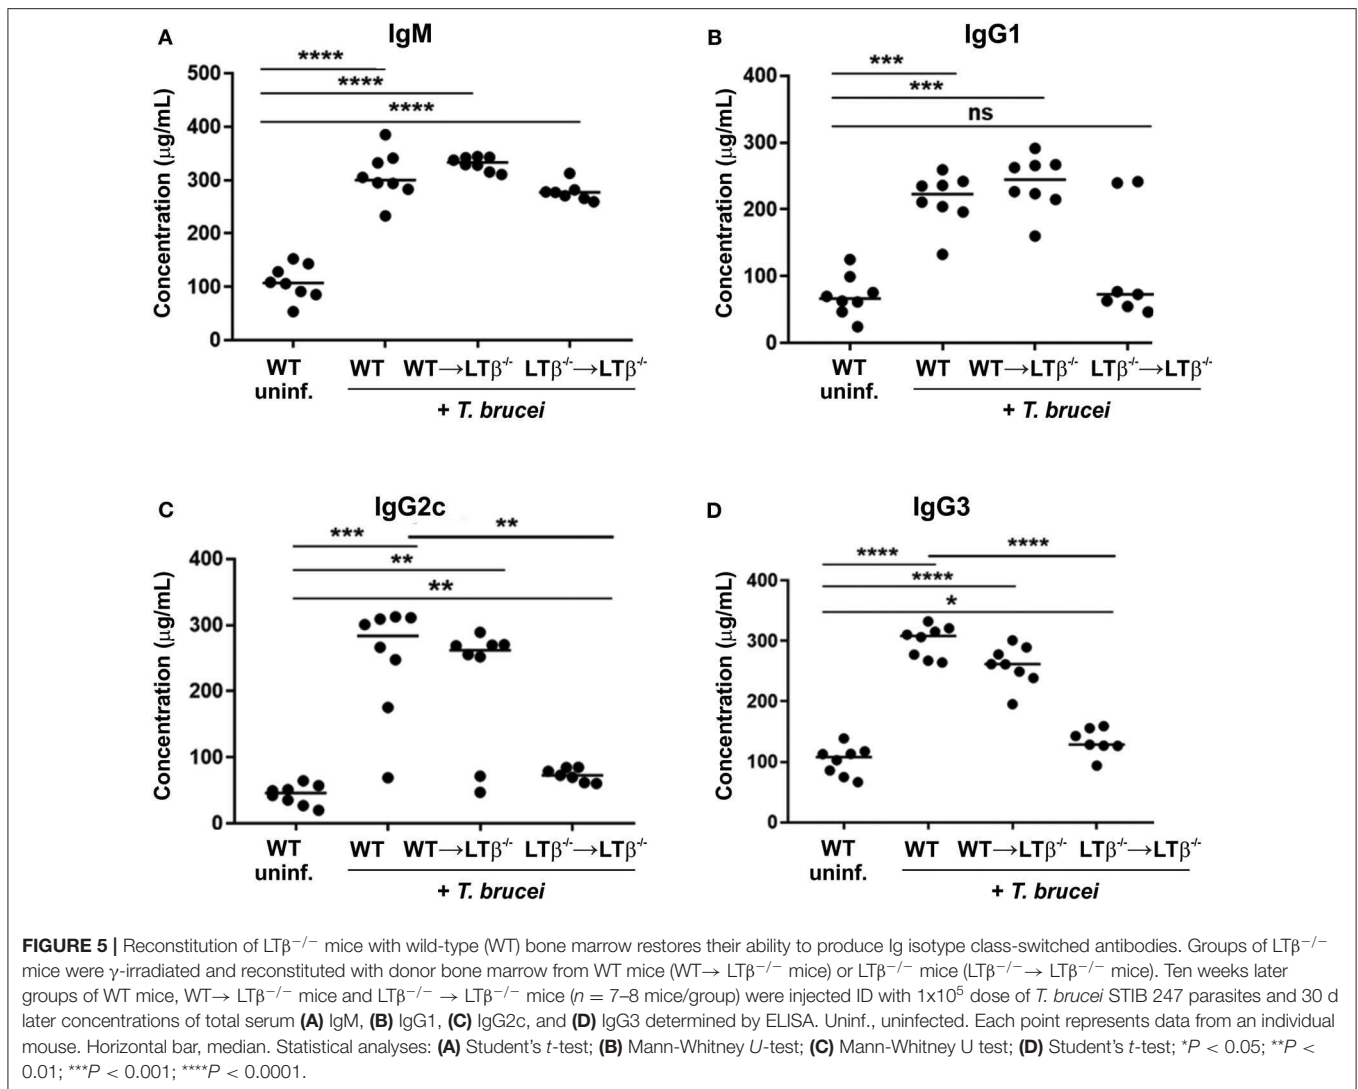 A
IgM
****
****
****
500
400
300
200
100
0
Concentration (μg/mL)
WT uninf.
WT
WT→LTβ-/-
LTβ-/-→LTβ-/-
+ T. brucei
B
IgG1
***
***
ns
400
300
200
100
0
Concentration (μg/mL)
WT uninf.
WT
WT→LTβ-/-
LTβ-/-→LTβ-/-
+ T. brucei
C
IgG2c
***
**
**
**
400
300
200
100
0
Concentration (μg/mL)
WT uninf.
WT
WT→LTβ-/-
LTβ-/-→LTβ-/-
+ T. brucei
D
IgG3
****
****
****
*
400
300
200
100
0
Concentration (μg/mL)
WT uninf.
WT
WT→LTβ-/-
LTβ-/-→LTβ-/-
+ T. brucei
FIGURE 5 | Reconstitution of LTβ−/− mice with wild-type (WT) bone marrow restores their ability to produce Ig isotype class-switched antibodies. Groups of LTβ−/−
mice were γ-irradiated and reconstituted with donor bone marrow from WT mice (WT→ LTβ−/− mice) or LTβ−/− mice (LTβ−/−→ LTβ−/− mice). Ten weeks later
groups of WT mice, WT→ LTβ−/− mice and LTβ−/− → LTβ−/− mice (n = 7–8 mice/group) were injected ID with 1x10⁵ dose of T. brucei STIB 247 parasites and 30 d
later concentrations of total serum (A) IgM, (B) IgG1, (C) IgG2c, and (D) IgG3 determined by ELISA. Uninf., uninfected. Each point represents data from an individual
mouse. Horizontal bar, median. Statistical analyses: (A) Student's t-test; (B) Mann-Whitney U-test; (C) Mann-Whitney U test; (D) Student's t-test; *P < 0.05; **P <
0.01; ***P < 0.001; ****P < 0.0001.